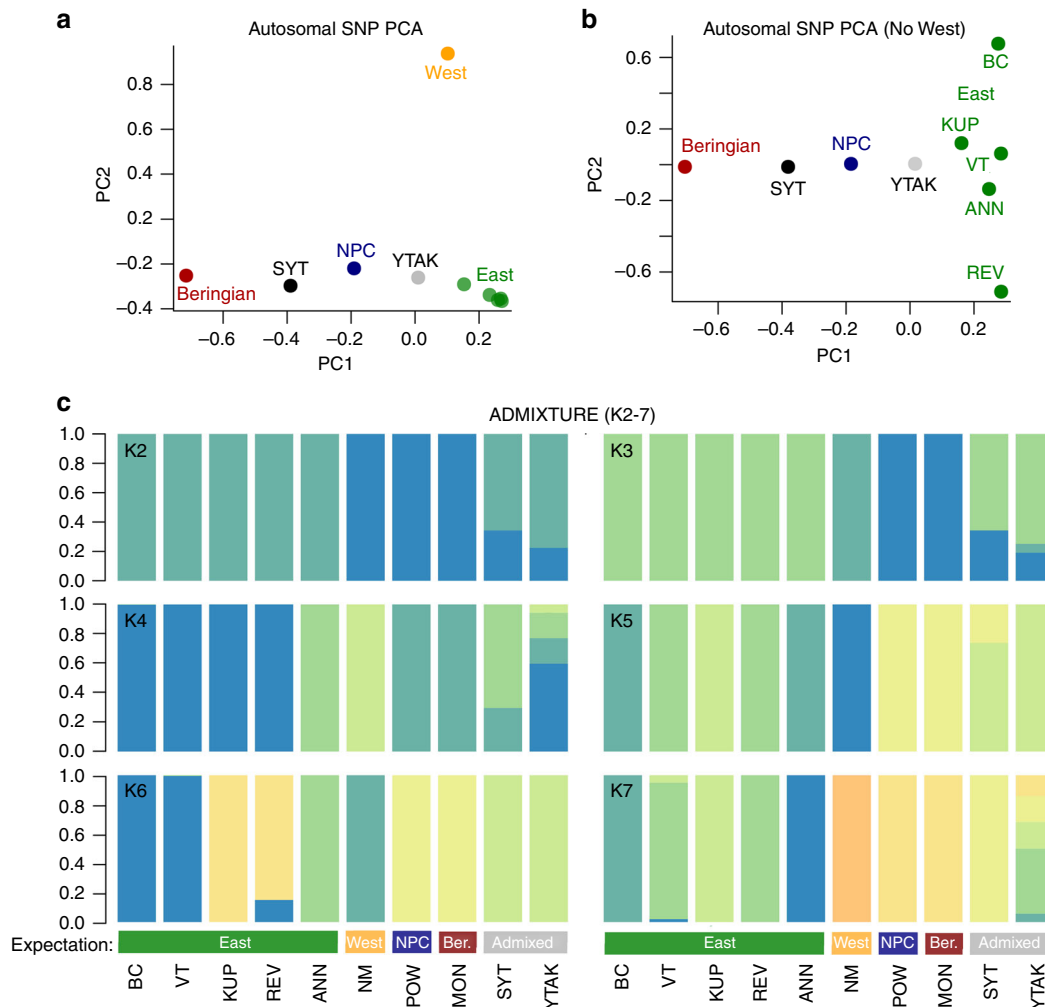 a
Autosomal SNP PCA
0.8
0.6
0.4
0.2
−0.2
−0.4
PC2
−0.6
−0.4
−0.2
0.0
0.2
PC1
West
Beringian
SYT
NPC
YTAK
East
b
Autosomal SNP PCA (No West)
0.6
0.2
−0.2
−0.6
PC2
−0.6
−0.4
−0.2
0.0
0.2
PC1
Beringian
SYT
NPC
YTAK
BC
East
KUP
VT
ANN
REV
c
ADMIXTURE (K2-7)
1.0
0.8
0.6
0.4
0.2
0.0
K2
K3
1.0
0.8
0.6
0.4
0.2
0.0
K4
K5
1.0
0.8
0.6
0.4
0.2
0.0
K6
K7
Expectation:
East
West
NPC
Ber.
Admixed
East
West
NPC
Ber.
Admixed
BC
VT
KUP
REV
ANN
NM
POW
MON
SYT
YTAK
BC
VT
KUP
REV
ANN
NM
POW
MON
SYT
YTAK